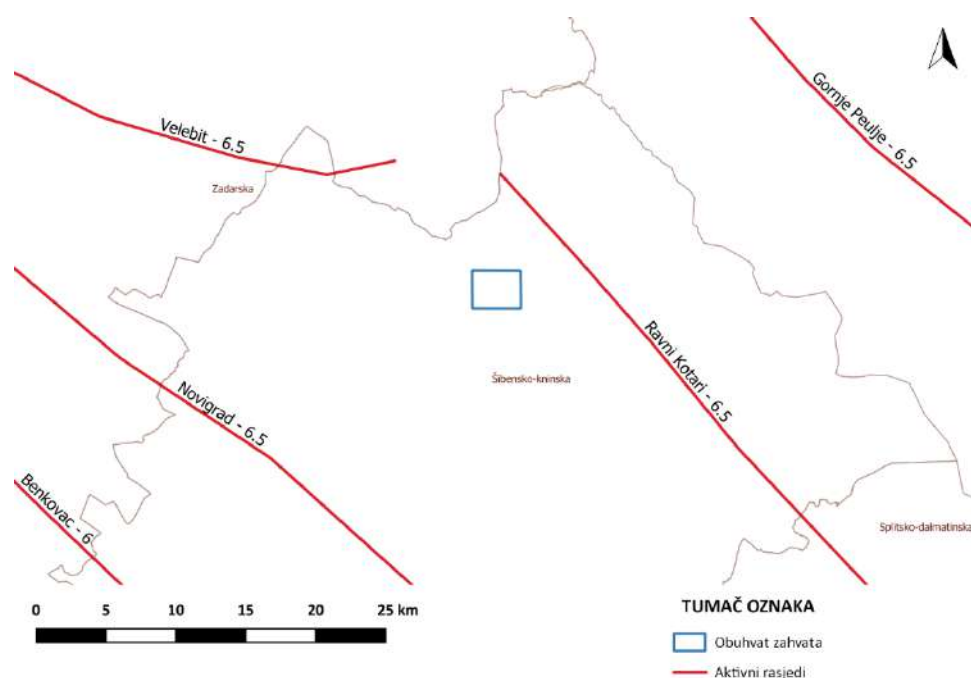 Velebit - 6.5
Gornje Peulje - 6.5
Zadarska
Ravni Kotari - 6.5
Šibensko-kninska
Novigrad - 6.5
Benkovac - 6
Splitsko-dalmatinska
0 5 10 15 20 25 km
TUMAČ OZNAKA
Obuhvat zahvata
Aktivni rasjedi